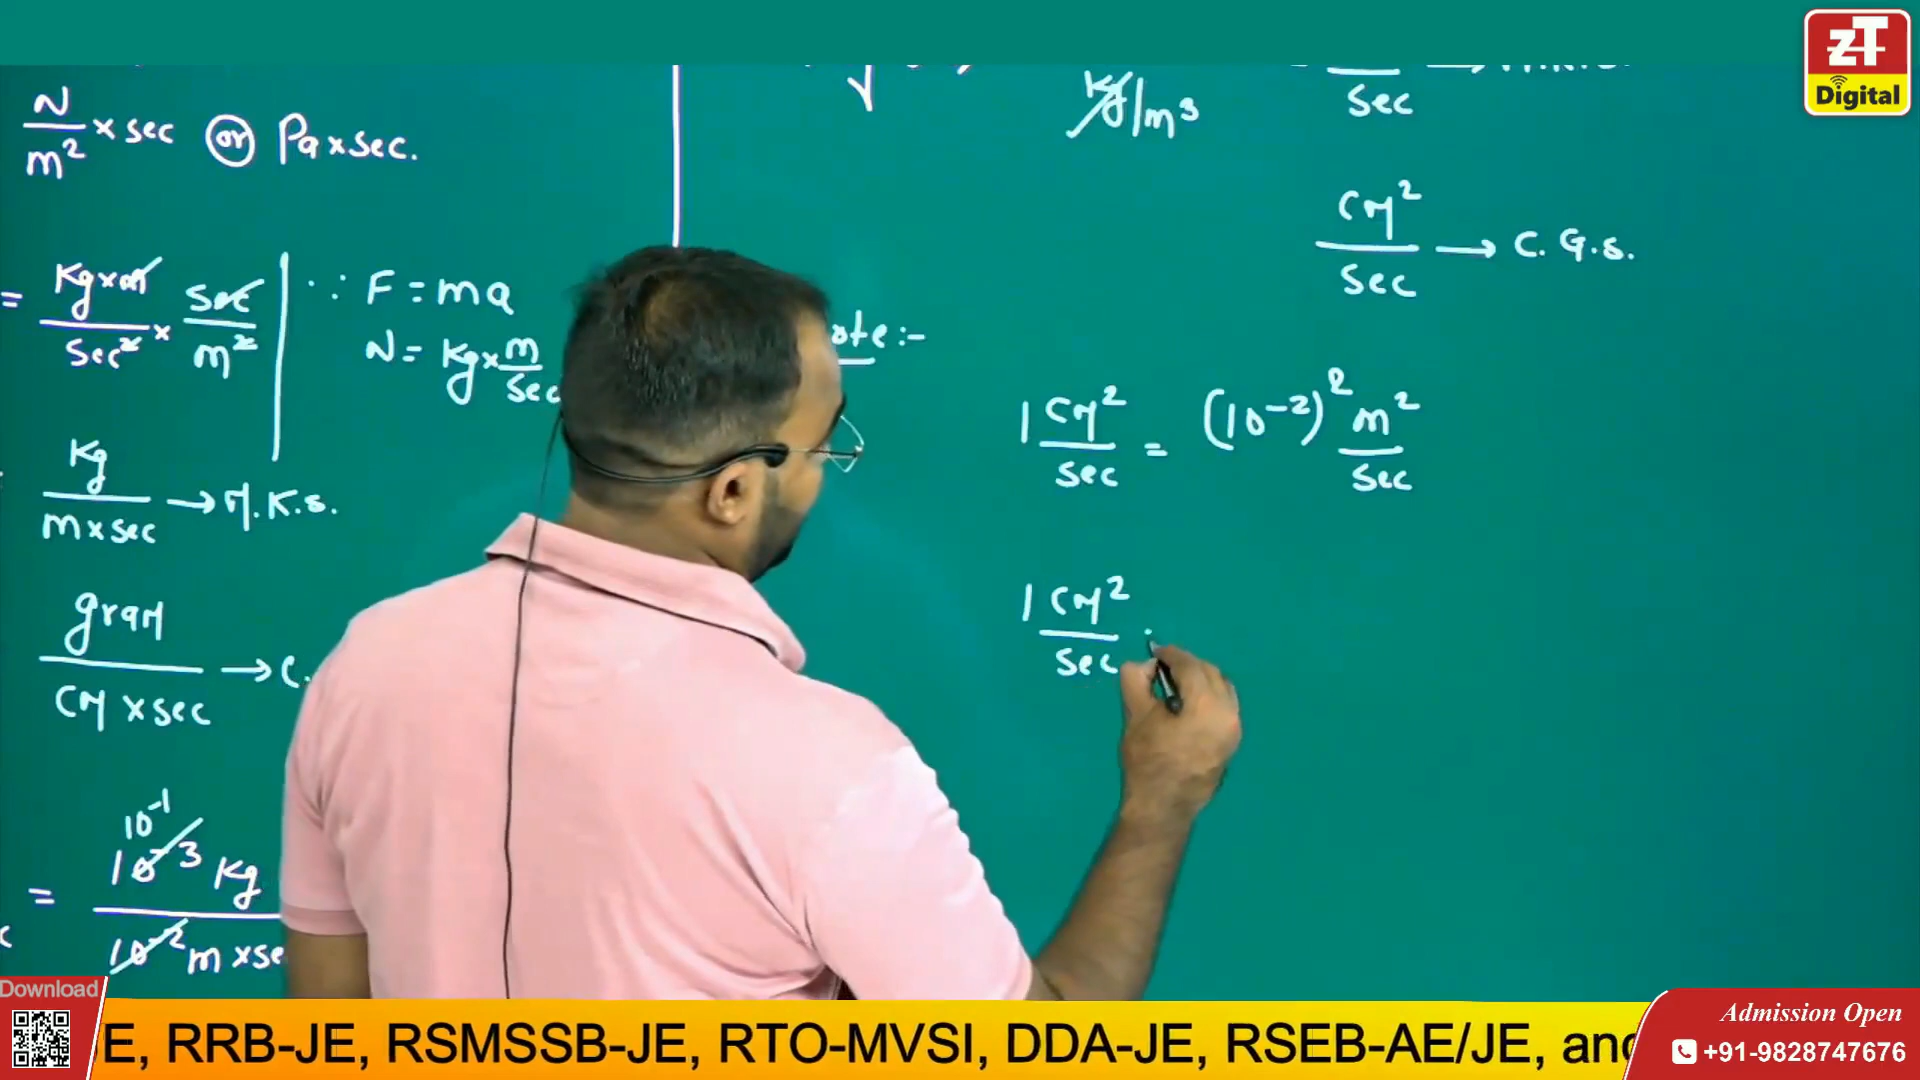 zT
Digital
N/m² × sec or Pa×sec.
= Kg×m/sec² × sec/m²
∵ F = ma
N = Kg×m/sec
Kg/m×sec → M.K.s.
gram/cm×sec → C.
10⁻¹
= 10⁻³ Kg/10⁻² m×se
Kg/m³
sec
cm²/sec → C.G.s.
ote :-
1 cm²/sec = (10⁻²)² m²/sec
1 cm²/sec
Download
E, RRB-JE, RSMSSB-JE, RTO-MVSI, DDA-JE, RSEB-AE/JE, and
Admission Open
+91-9828747676